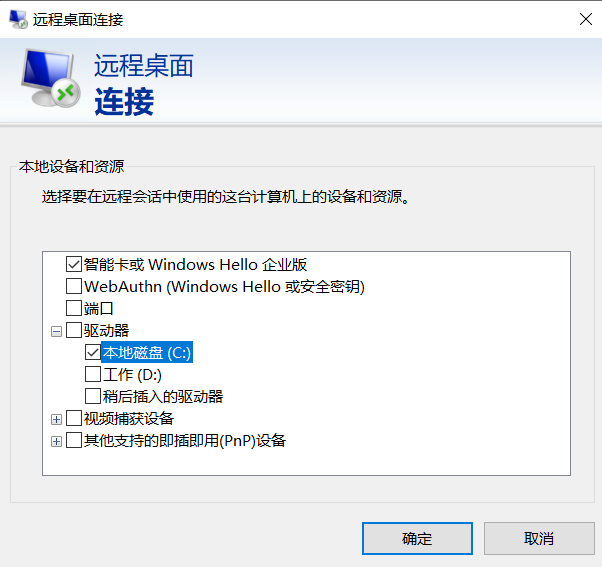 远程桌面连接
远程桌面
连接
本地设备和资源
选择要在远程会话中使用的这台计算机上的设备和资源。
智能卡或 Windows Hello 企业版
WebAuthn (Windows Hello 或安全密钥)
端口
驱动器
本地磁盘 (C:)
工作 (D:)
稍后插入的驱动器
视频捕获设备
其他支持的即插即用(PnP)设备
确定
取消